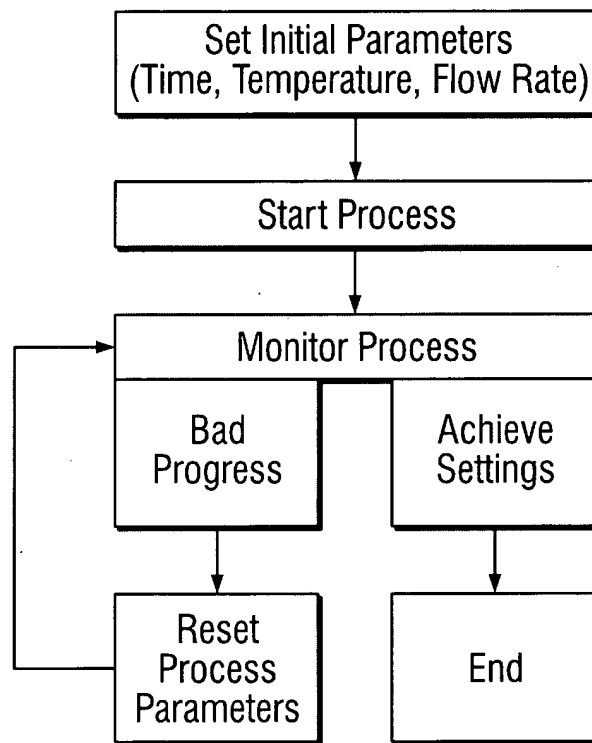 Set Initial Parameters
(Time, Temperature, Flow Rate)
Start Process
Monitor Process
Bad
Progress
Achieve
Settings
Reset
Process
Parameters
End